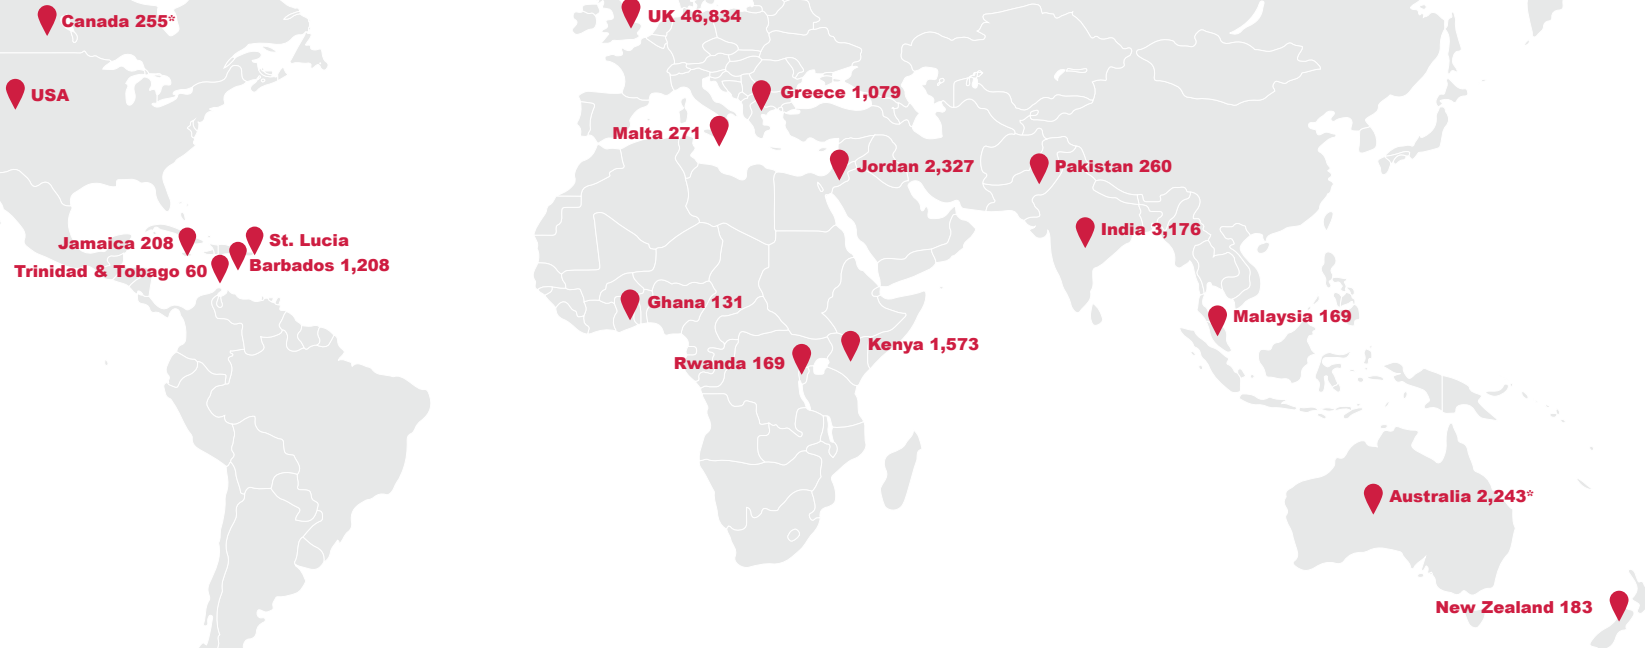 Canada 255*
UK 46,834
USA
Greece 1,079
Malta 271
Jordan 2,327
Pakistan 260
India 3,176
Jamaica 208
St. Lucia
Trinidad & Tobago 60
Barbados 1,208
Ghana 131
Malaysia 169
Kenya 1,573
Rwanda 169
Australia 2,243*
New Zealand 183